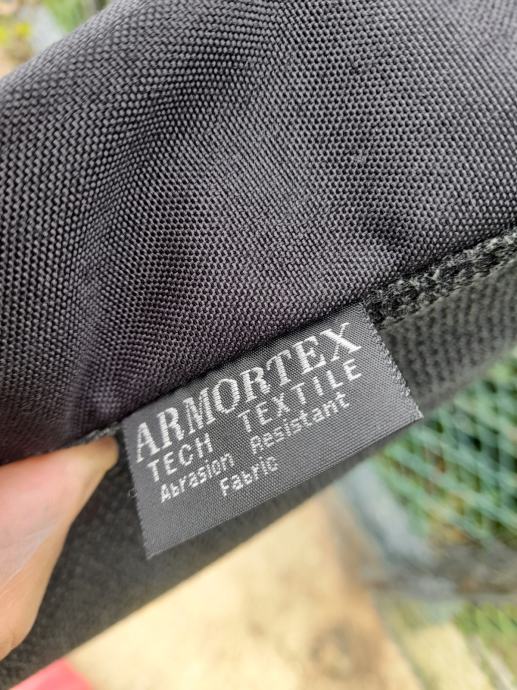 ARMORTEX
TECH TEXTILE
Abrasion Resistant
Fabric